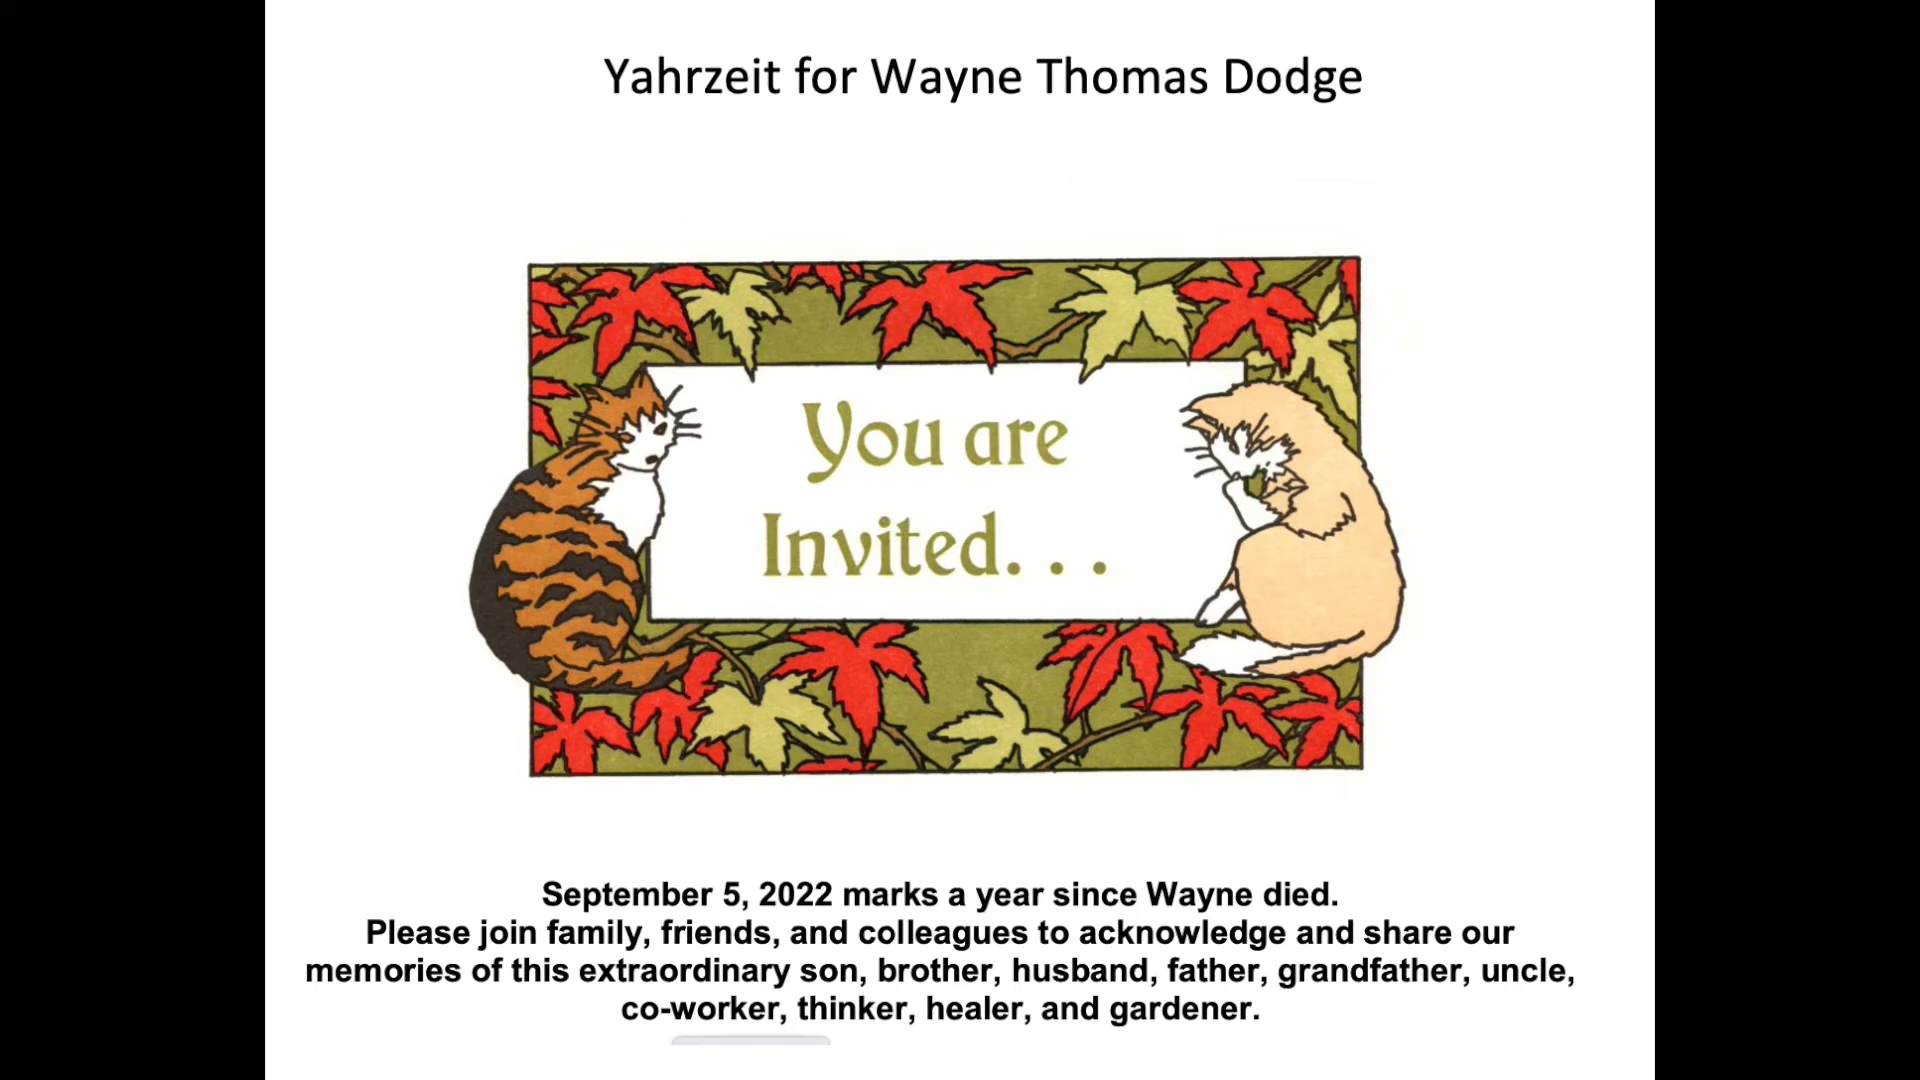 Yahrzeit for Wayne Thomas Dodge
You are
Invited. . .
September 5, 2022 marks a year since Wayne died.
Please join family, friends, and colleagues to acknowledge and share our
memories of this extraordinary son, brother, husband, father, grandfather, uncle,
co-worker, thinker, healer, and gardener.